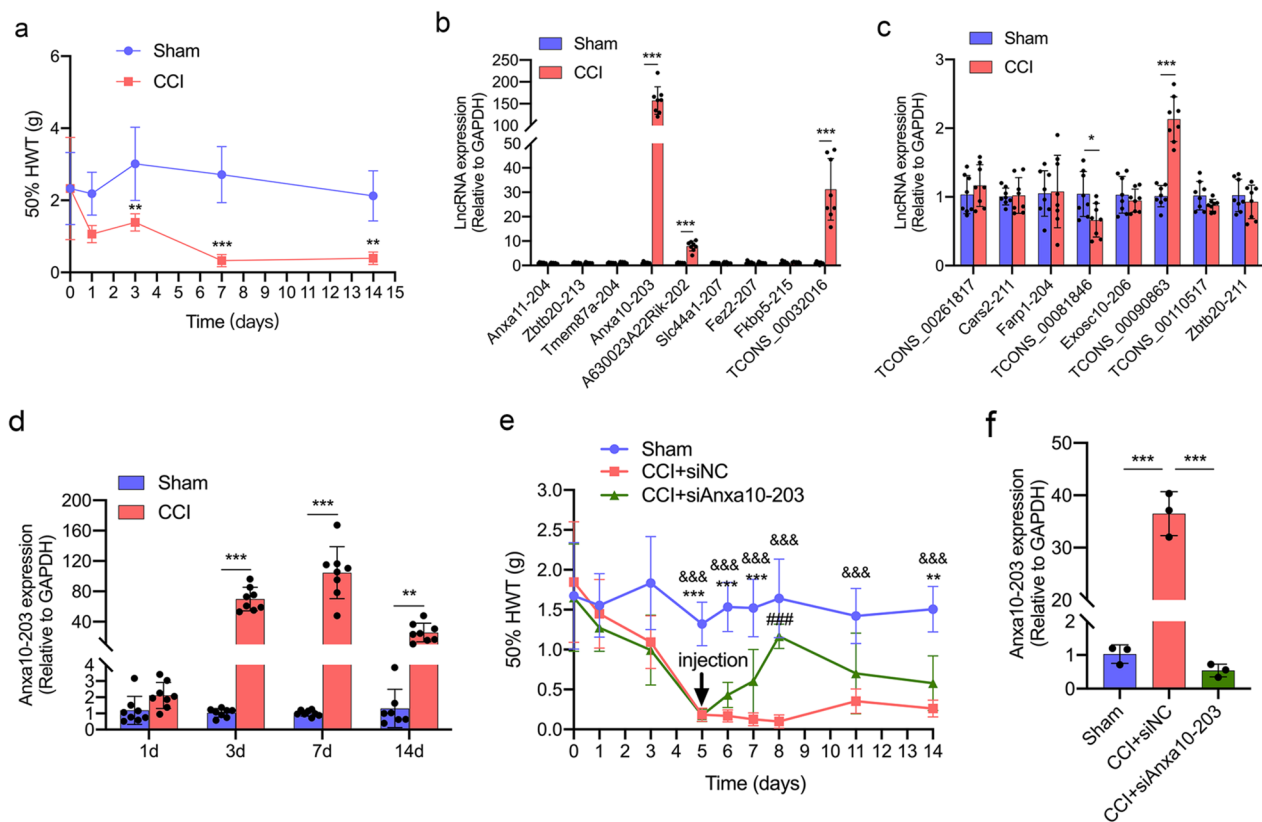 a
Sham
CCI
50% HWT (g)
6
4
2
0
**
***
**
0 1 2 3 4 5 6 7 8 9 10 11 12 13 14 15
Time (days)
b
Sham
CCI
LncRNA expression
(Relative to GAPDH)
250
200
150
100
50
40
30
20
10
0
***
***
***
Anxa11-204
Zbtb20-213
Tmem87a-204
Anxa10-203
A630023A22Rik-202
Slc44a1-207
Fez2-207
Fkbp5-215
TCONS_00032016
c
Sham
CCI
LncRNA expression
(Relative to GAPDH)
3
2
1
0
*
***
TCONS_00261817
Cars2-211
Farp1-204
TCONS_00081846
Exosc10-206
TCONS_00090863
TCONS_00110517
Zbtb20-211
d
Sham
CCI
Anxa10-203 expression
(Relative to GAPDH)
200
160
120
80
40
4
3
2
1
0
***
***
**
1d 3d 7d 14d
e
Sham
CCI+siNC
CCI+siAnxa10-203
50% HWT (g)
3.0
2.5
2.0
1.5
1.0
0.5
0.0
&&& &&& &&& &&& &&& &&&
*** *** *** **
###
injection
0 1 2 3 4 5 6 7 8 9 10 11 12 13 14
Time (days)
f
Anxa10-203 expression
(Relative to GAPDH)
50
40
30
20
2
1
0
*** ***
Sham
CCI+siNC
CCI+siAnxa10-203